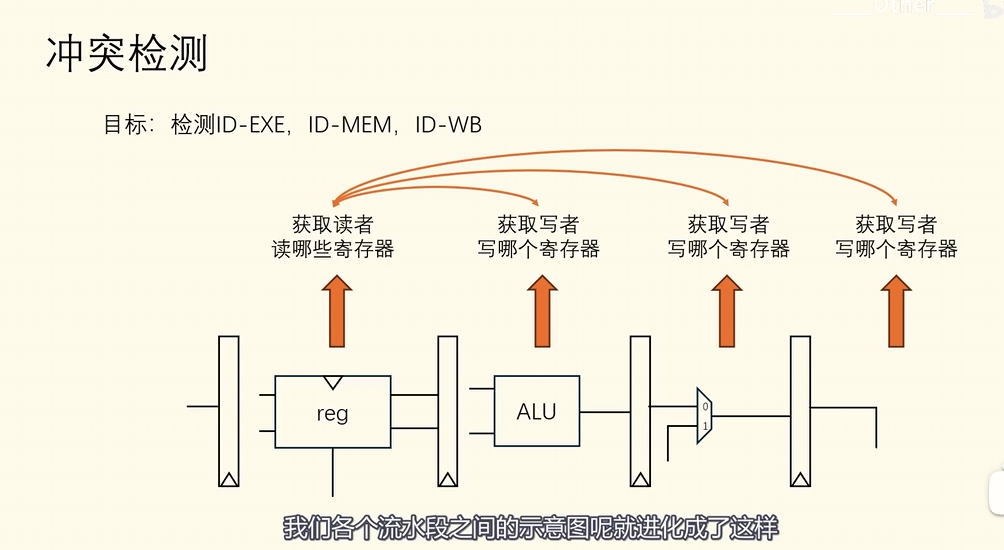 Other
冲突检测
目标：检测ID-EXE，ID-MEM，ID-WB
获取读者
读哪些寄存器
获取写者
写哪个寄存器
获取写者
写哪个寄存器
获取写者
写哪个寄存器
reg
ALU
0
1
我们各个流水段之间的示意图呢就进化成了这样